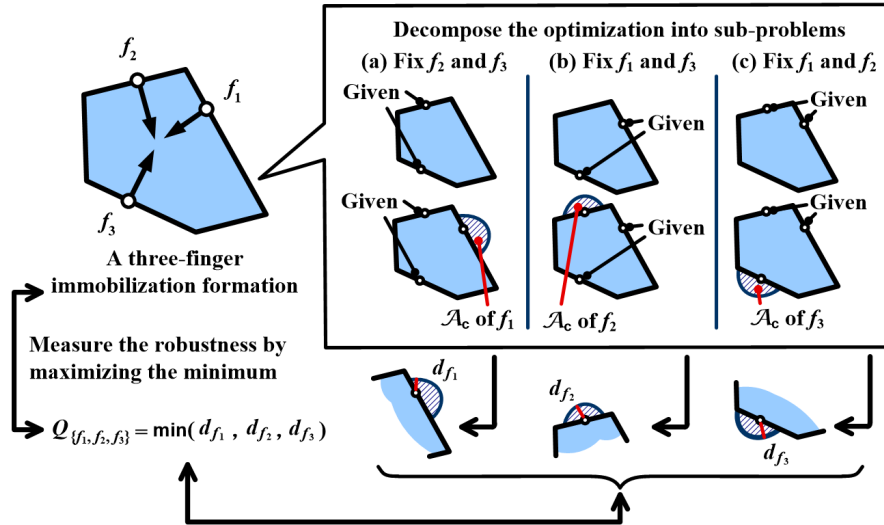 Decompose the optimization into sub-problems
(a) Fix f2 and f3
(b) Fix f1 and f3
(c) Fix f1 and f2
f2
f1
f3
A three-finger
immobilization formation
Given
Given
Given
Given
Given
Given
𝒜c of f1
𝒜c of f2
𝒜c of f3
Measure the robustness by
maximizing the minimum
Q{f1, f2, f3} = min( df1 , df2 , df3 )
df1
df2
df3